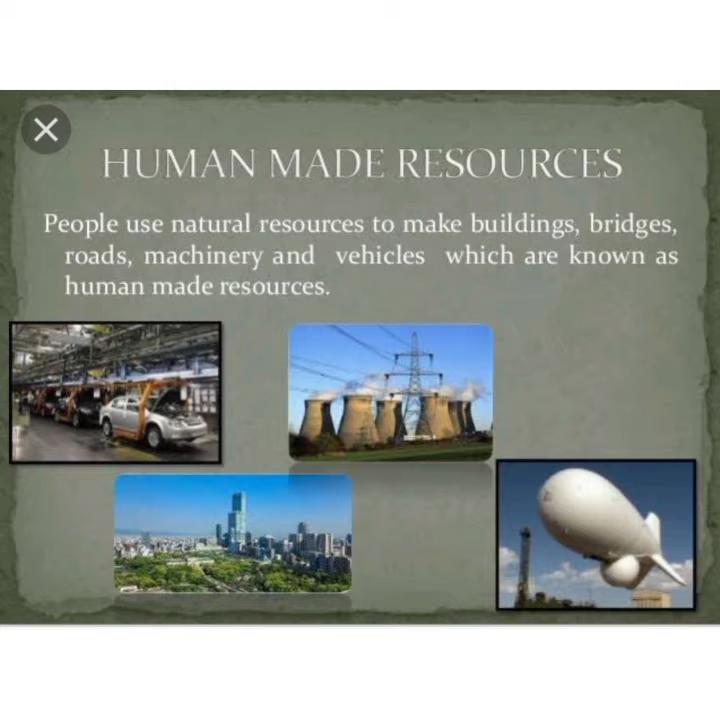 HUMAN MADE RESOURCES
People use natural resources to make buildings, bridges,
roads, machinery and vehicles which are known as
human made resources.